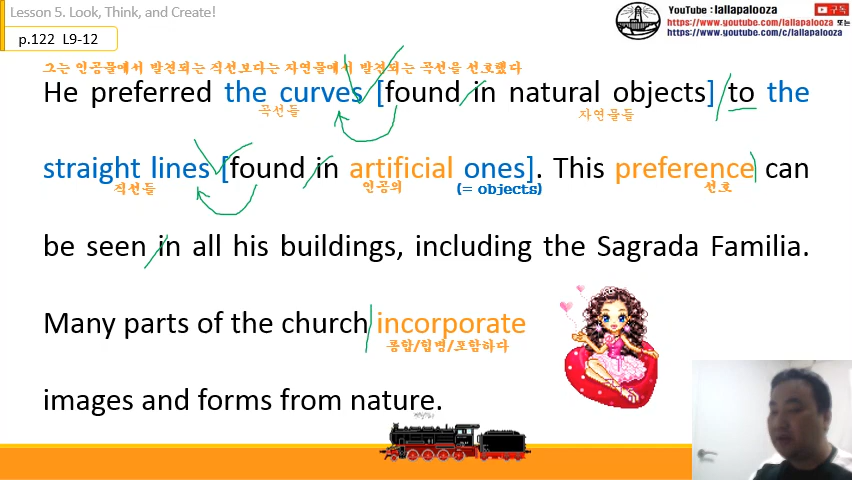 Lesson 5. Look, Think, and Create!
YouTube : lallapalooza 구독
https://www.youtube.com/lallapalooza 또는
https://www.youtube.com/c/lallapalooza
p.122 L9-12
그는 인공물에서 발견되는 직선보다는 자연물에서 발견되는 곡선을 선호했다
He preferred the curves [found in natural objects] to the
곡선들 자연물들
straight lines [found in artificial ones]. This preference can
직선들 인공의 (= objects) 선호
be seen in all his buildings, including the Sagrada Familia.
Many parts of the church incorporate
통합/합병/포함하다
images and forms from nature.